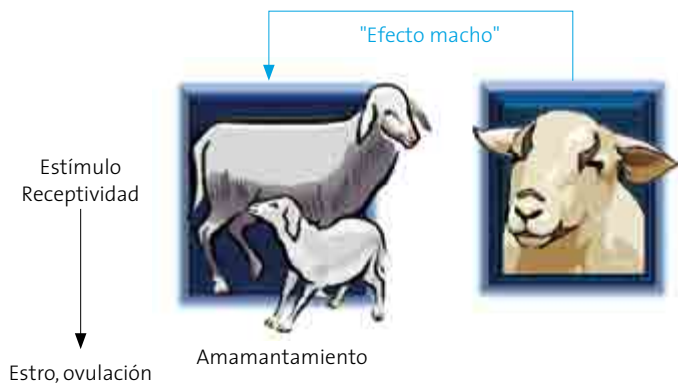 "Efecto macho"
Estímulo
Receptividad
Amamantamiento
Estro, ovulación